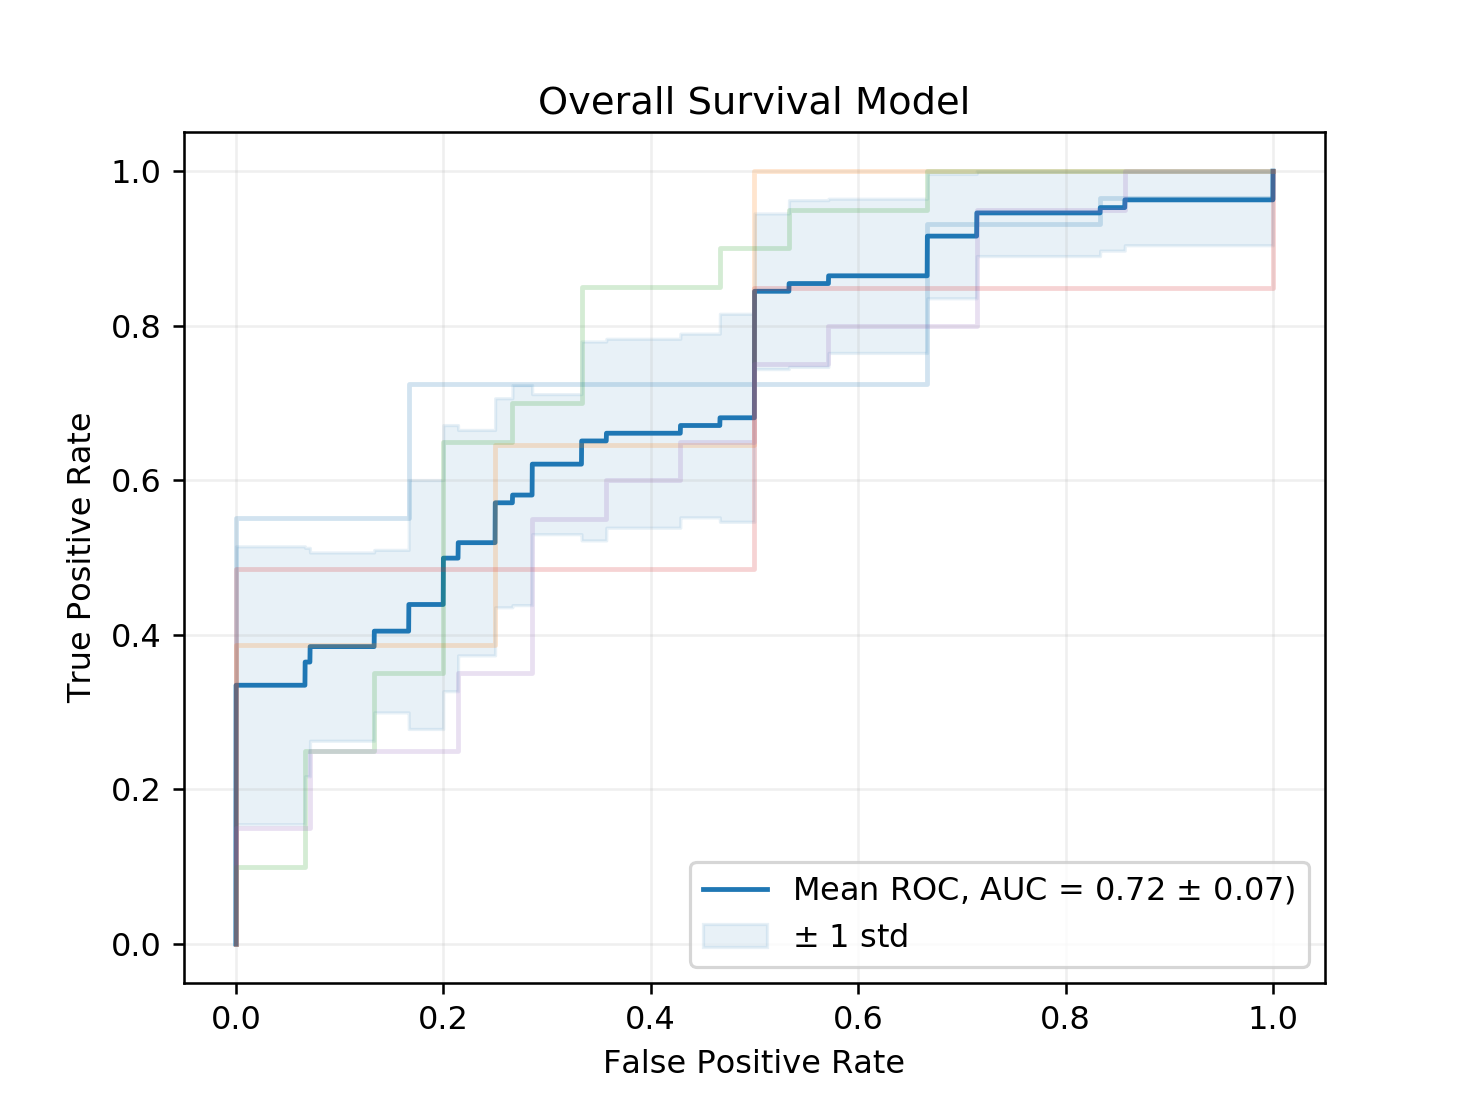 Overall Survival Model
True Positive Rate
1.0
0.8
0.6
0.4
0.2
0.0
Mean ROC, AUC = 0.72 ± 0.07)
± 1 std
0.0 0.2 0.4 0.6 0.8 1.0
False Positive Rate